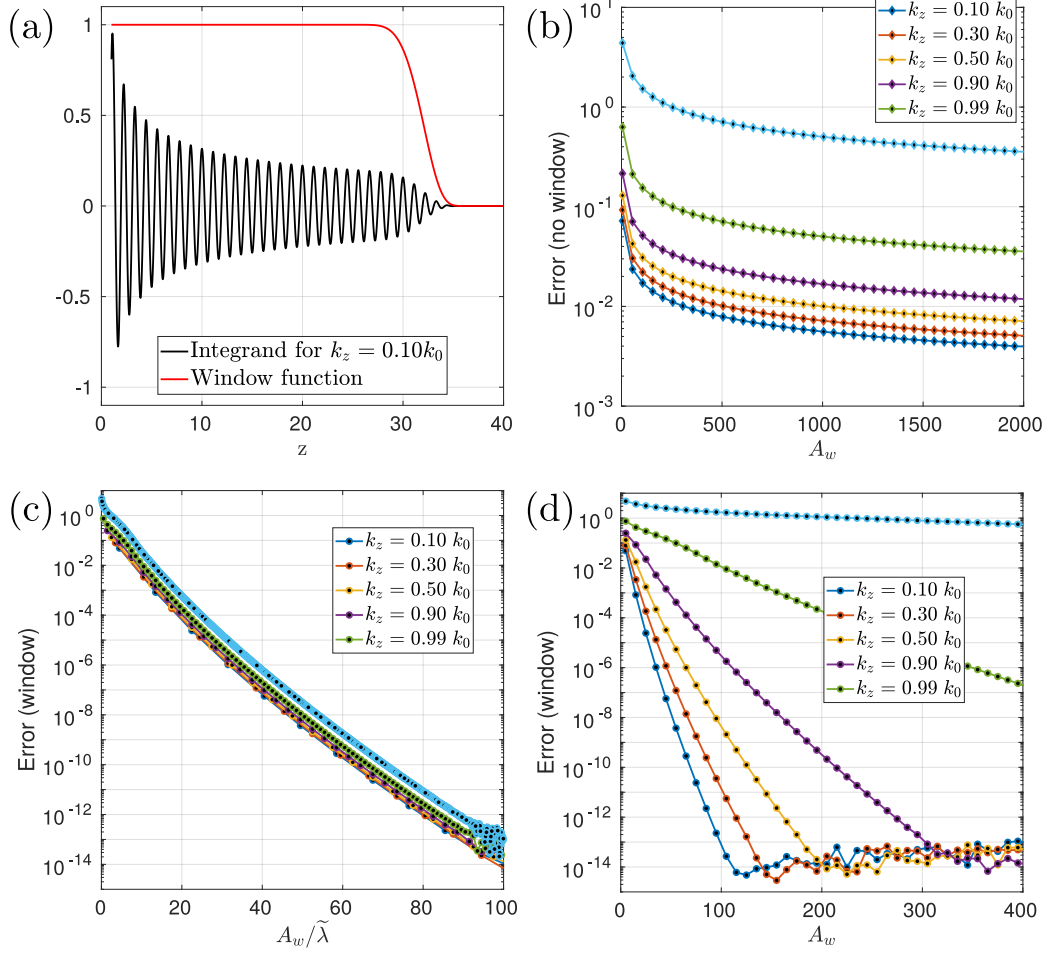 (a)
1
0.5
0
-0.5
-1
Integrand for k_z = 0.10k_0
Window function
0 10 20 30 40
z
(b)
Error (no window)
10^1
10^0
10^-1
10^-2
10^-3
k_z = 0.10 k_0
k_z = 0.30 k_0
k_z = 0.50 k_0
k_z = 0.90 k_0
k_z = 0.99 k_0
0 500 1000 1500 2000
A_w
(c)
Error (window)
10^0
10^-2
10^-4
10^-6
10^-8
10^-10
10^-12
10^-14
k_z = 0.10 k_0
k_z = 0.30 k_0
k_z = 0.50 k_0
k_z = 0.90 k_0
k_z = 0.99 k_0
0 20 40 60 80 100
A_w/λ̃
(d)
Error (window)
10^0
10^-2
10^-4
10^-6
10^-8
10^-10
10^-12
10^-14
k_z = 0.10 k_0
k_z = 0.30 k_0
k_z = 0.50 k_0
k_z = 0.90 k_0
k_z = 0.99 k_0
0 100 200 300 400
A_w